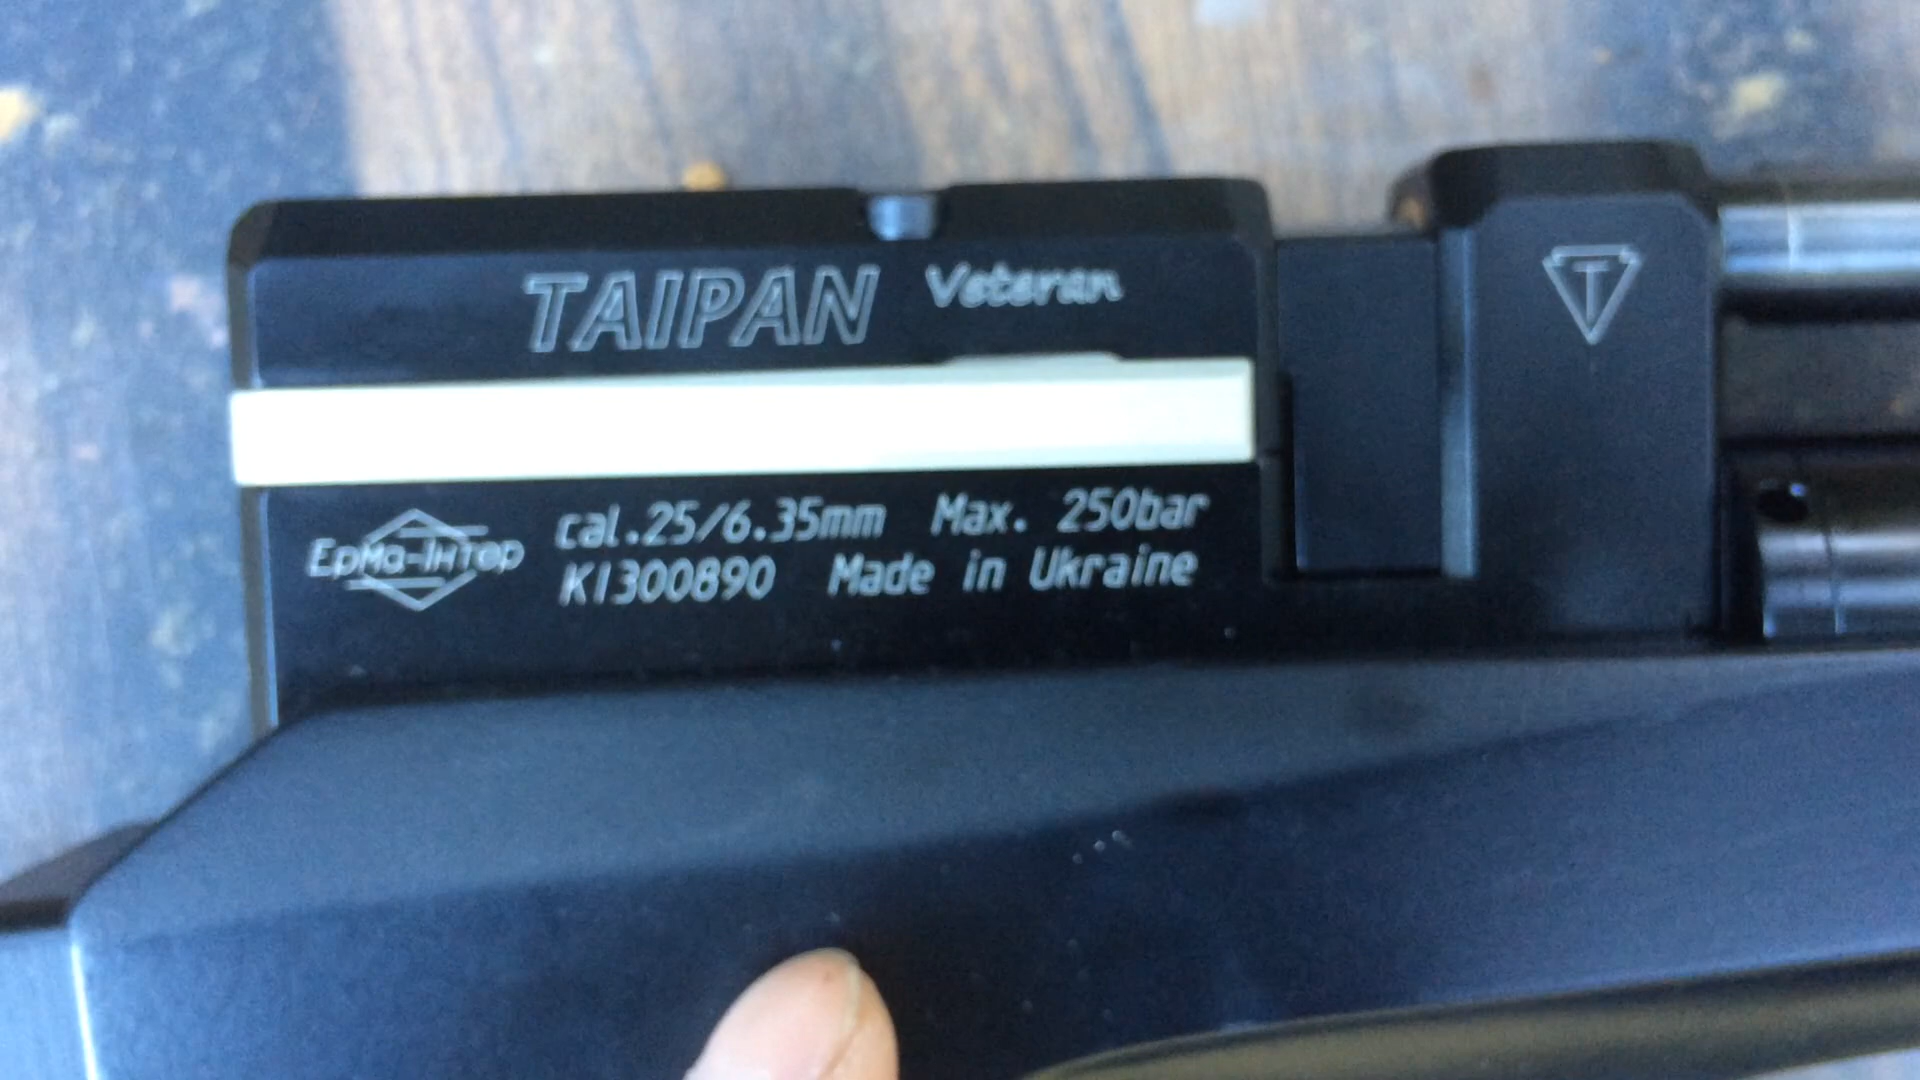 TAIPAN Veteran
T
ЕрМа-Інтер
cal.25/6.35mm Max. 250bar
KI300890 Made in Ukraine